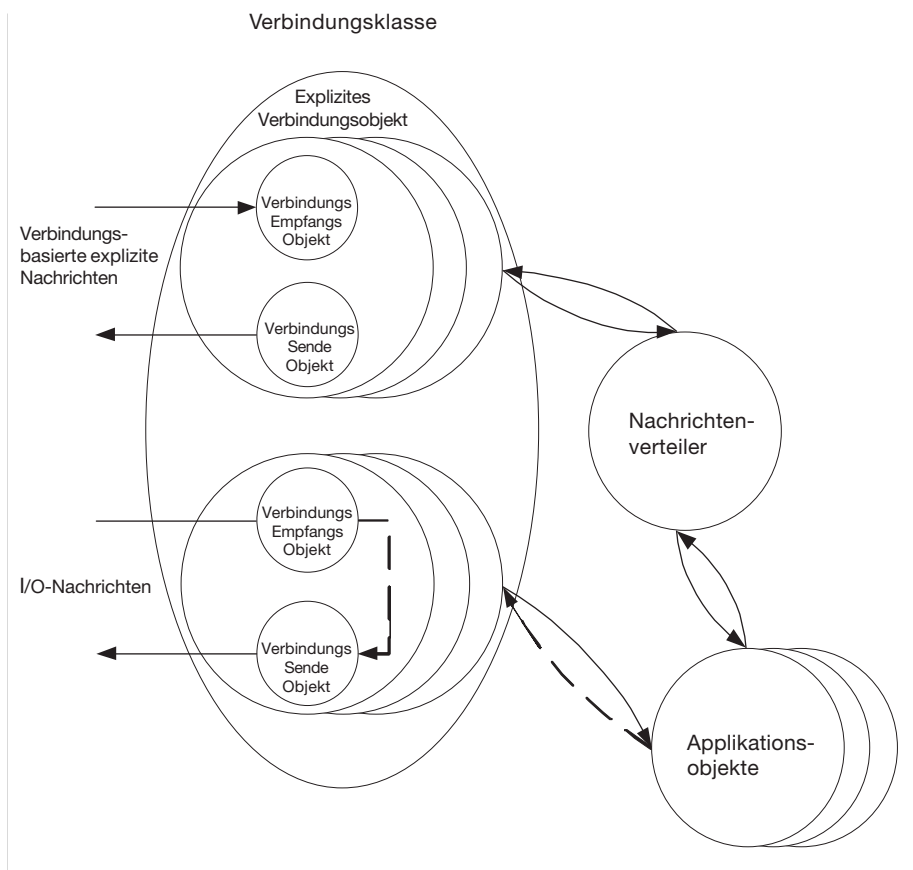 Verbindungsklasse
Explizites
Verbindungsobjekt
Verbindungs
Empfangs
Objekt
Verbindungs-
basierte explizite
Nachrichten
Verbindungs
Sende
Objekt
Nachrichten-
verteiler
Verbindungs
Empfangs
Objekt
I/O-Nachrichten
Verbindungs
Sende
Objekt
Applikations-
objekte